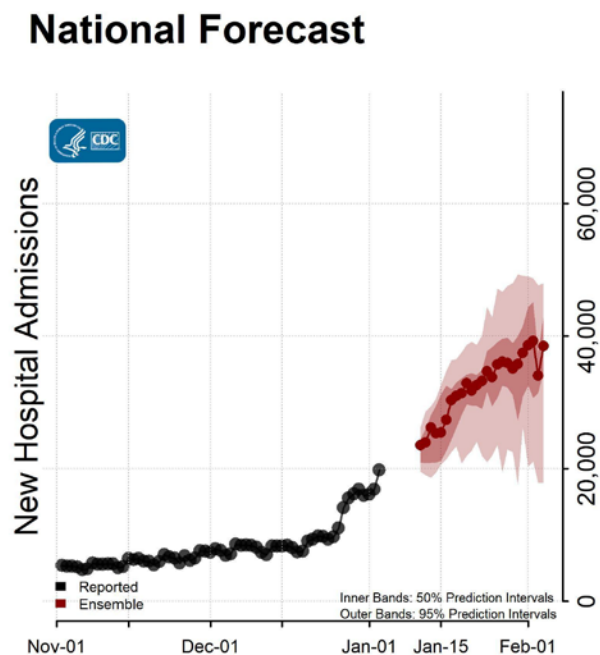 National Forecast
CDC
New Hospital Admissions
60,000
40,000
20,000
0
Reported
Ensemble
Inner Bands: 50% Prediction Intervals
Outer Bands: 95% Prediction Intervals
Nov-01 Dec-01 Jan-01 Jan-15 Feb-01